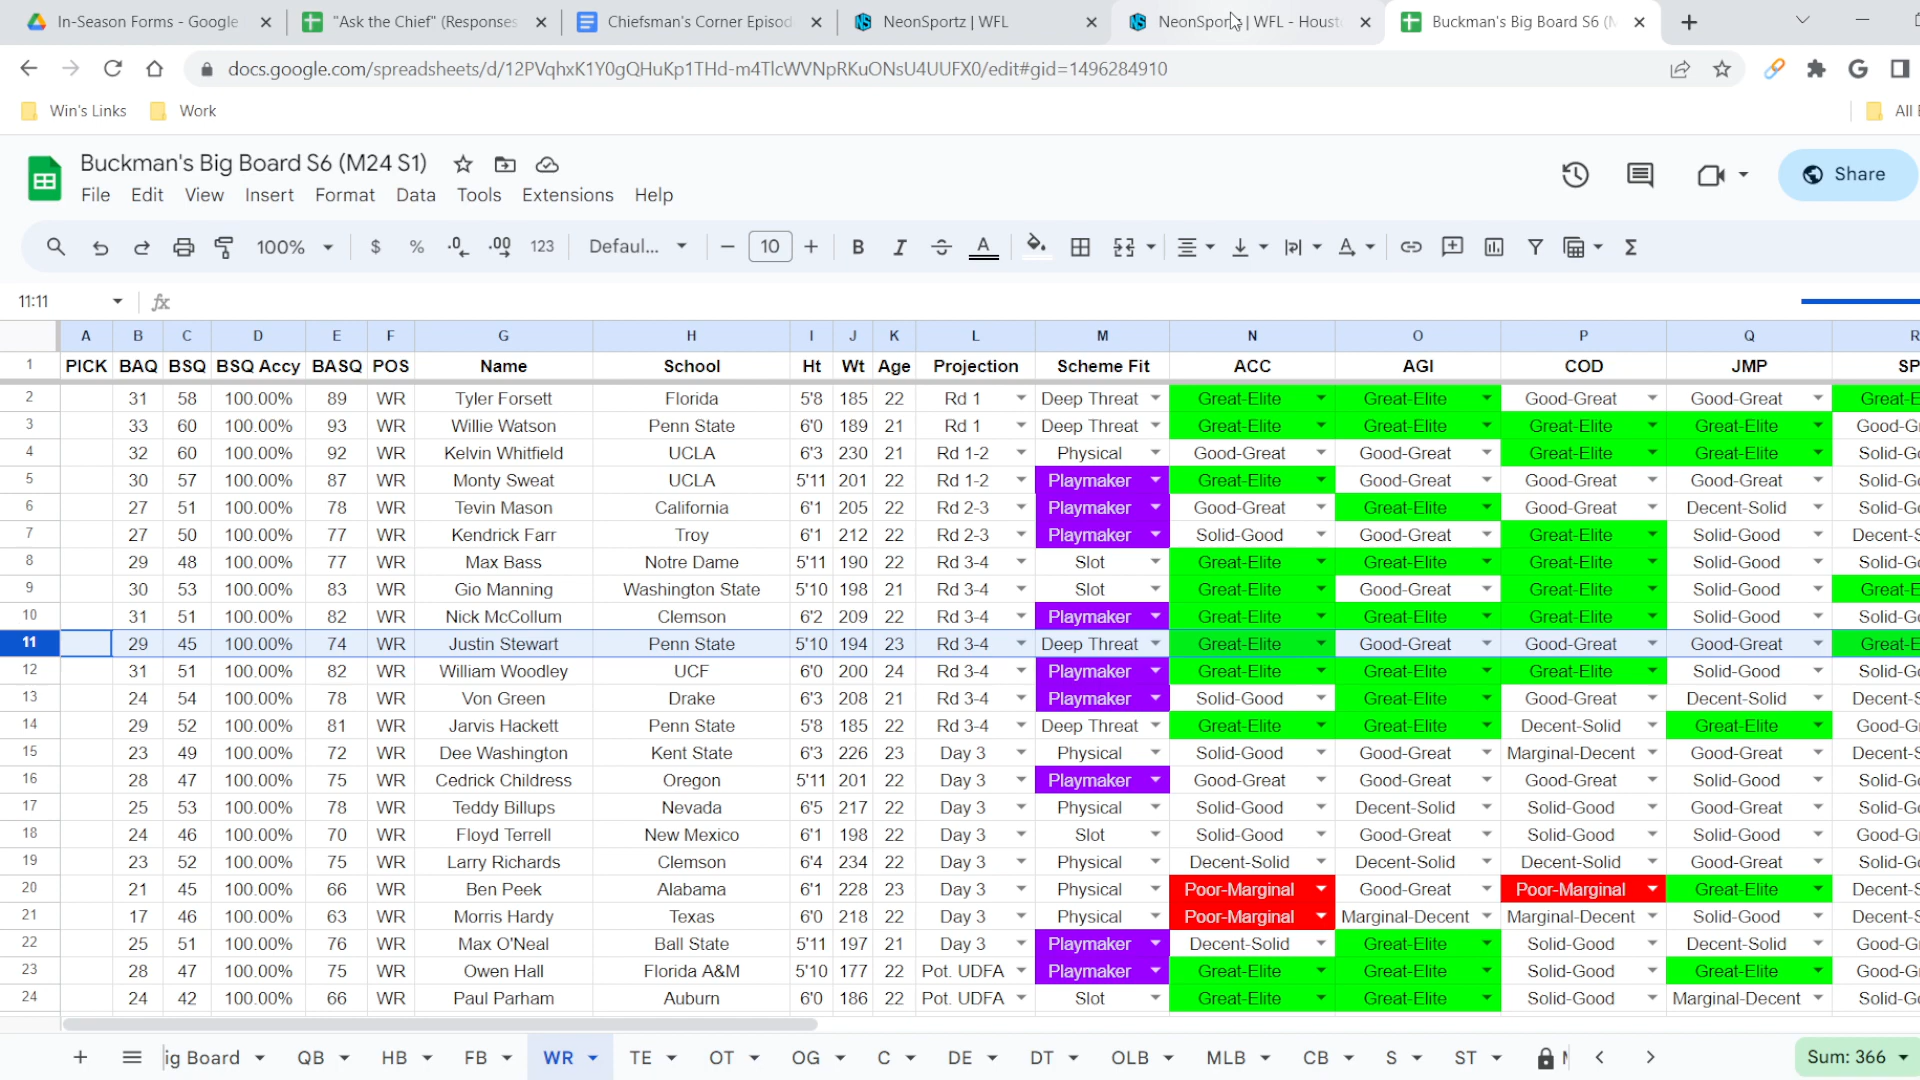 In-Season Forms - Google
"Ask the Chief" (Responses
Chiefsman's Corner Episod
NeonSportz | WFL
NeonSportz | WFL - Houst
Buckman's Big Board S6 (M
docs.google.com/spreadsheets/d/12PVqhxK1Y0gQHuKp1THd-m4TlcWVNpRKuONsU4UUFX0/edit#gid=1496284910
Win's Links Work All
Buckman's Big Board S6 (M24 S1)
File Edit View Insert Format Data Tools Extensions Help
Share
100% $ % .0 .00 123 Defaul... − 10 + B I A Σ
11:11 fx
A B C D E F G H I J K L M N O P Q R
1 PICK BAQ BSQ BSQ Accy BASQ POS Name School Ht Wt Age Projection Scheme Fit ACC AGI COD JMP SP
2 31 58 100.00% 89 WR Tyler Forsett Florida 5'8 185 22 Rd 1 Deep Threat Great-Elite Great-Elite Good-Great Good-Great Great-E
3 33 60 100.00% 93 WR Willie Watson Penn State 6'0 189 21 Rd 1 Deep Threat Great-Elite Great-Elite Great-Elite Great-Elite Good-G
4 32 60 100.00% 92 WR Kelvin Whitfield UCLA 6'3 230 21 Rd 1-2 Physical Good-Great Good-Great Great-Elite Great-Elite Solid-G
5 30 57 100.00% 87 WR Monty Sweat UCLA 5'11 201 22 Rd 1-2 Playmaker Great-Elite Good-Great Good-Great Good-Great Solid-G
6 27 51 100.00% 78 WR Tevin Mason California 6'1 205 22 Rd 2-3 Playmaker Good-Great Great-Elite Good-Great Decent-Solid Solid-G
7 27 50 100.00% 77 WR Kendrick Farr Troy 6'1 212 22 Rd 2-3 Playmaker Solid-Good Good-Great Great-Elite Solid-Good Decent-S
8 29 48 100.00% 77 WR Max Bass Notre Dame 5'11 190 22 Rd 3-4 Slot Great-Elite Great-Elite Great-Elite Solid-Good Solid-G
9 30 53 100.00% 83 WR Gio Manning Washington State 5'10 198 21 Rd 3-4 Slot Great-Elite Good-Great Great-Elite Solid-Good Great-E
10 31 51 100.00% 82 WR Nick McCollum Clemson 6'2 209 22 Rd 3-4 Playmaker Great-Elite Great-Elite Great-Elite Solid-Good Solid-G
11 29 45 100.00% 74 WR Justin Stewart Penn State 5'10 194 23 Rd 3-4 Deep Threat Great-Elite Good-Great Good-Great Good-Great Great-E
12 31 51 100.00% 82 WR William Woodley UCF 6'0 200 24 Rd 3-4 Playmaker Great-Elite Great-Elite Great-Elite Solid-Good Solid-G
13 24 54 100.00% 78 WR Von Green Drake 6'3 208 21 Rd 3-4 Playmaker Solid-Good Great-Elite Good-Great Decent-Solid Decent-S
14 29 52 100.00% 81 WR Jarvis Hackett Penn State 5'8 185 22 Rd 3-4 Deep Threat Great-Elite Great-Elite Decent-Solid Great-Elite Good-G
15 23 49 100.00% 72 WR Dee Washington Kent State 6'3 226 23 Day 3 Physical Solid-Good Good-Great Marginal-Decent Good-Great Decent-S
16 28 47 100.00% 75 WR Cedrick Childress Oregon 5'11 201 22 Day 3 Playmaker Good-Great Good-Great Good-Great Solid-Good Solid-G
17 25 53 100.00% 78 WR Teddy Billups Nevada 6'5 217 22 Day 3 Physical Solid-Good Decent-Solid Solid-Good Good-Great Decent-S
18 24 46 100.00% 70 WR Floyd Terrell New Mexico 6'1 198 22 Day 3 Slot Solid-Good Good-Great Solid-Good Solid-Good Good-G
19 23 52 100.00% 75 WR Larry Richards Clemson 6'4 234 22 Day 3 Physical Decent-Solid Decent-Solid Decent-Solid Good-Great Solid-G
20 21 45 100.00% 66 WR Ben Peek Alabama 6'1 228 23 Day 3 Physical Poor-Marginal Good-Great Poor-Marginal Great-Elite Decent-S
21 17 46 100.00% 63 WR Morris Hardy Texas 6'0 218 22 Day 3 Physical Poor-Marginal Marginal-Decent Marginal-Decent Solid-Good Decent-S
22 25 51 100.00% 76 WR Max O'Neal Ball State 5'11 197 21 Day 3 Playmaker Decent-Solid Great-Elite Solid-Good Decent-Solid Good-G
23 28 47 100.00% 75 WR Owen Hall Florida A&M 5'10 177 22 Pot. UDFA Playmaker Great-Elite Great-Elite Solid-Good Great-Elite Good-G
24 24 42 100.00% 66 WR Paul Parham Auburn 6'0 186 22 Pot. UDFA Slot Great-Elite Great-Elite Solid-Good Marginal-Decent Solid-G
ig Board QB HB FB WR TE OT OG C DE DT OLB MLB CB S ST Sum: 366